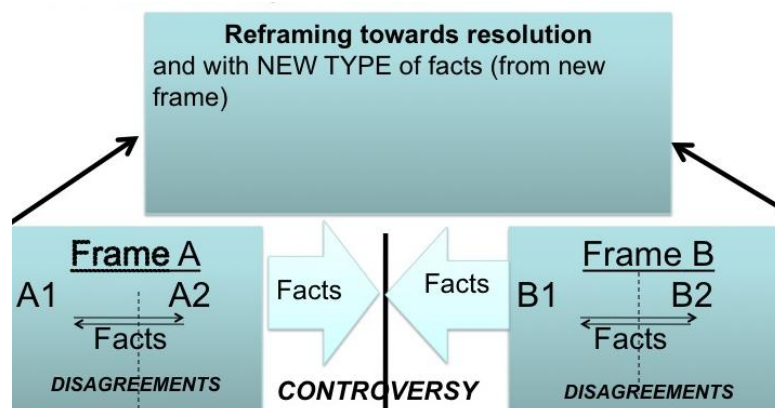 Reframing towards resolution
and with NEW TYPE of facts (from new
frame)
Frame A
A1 A2
Facts
DISAGREEMENTS
Facts
Facts
CONTROVERSY
Frame B
B1 B2
Facts
DISAGREEMENTS